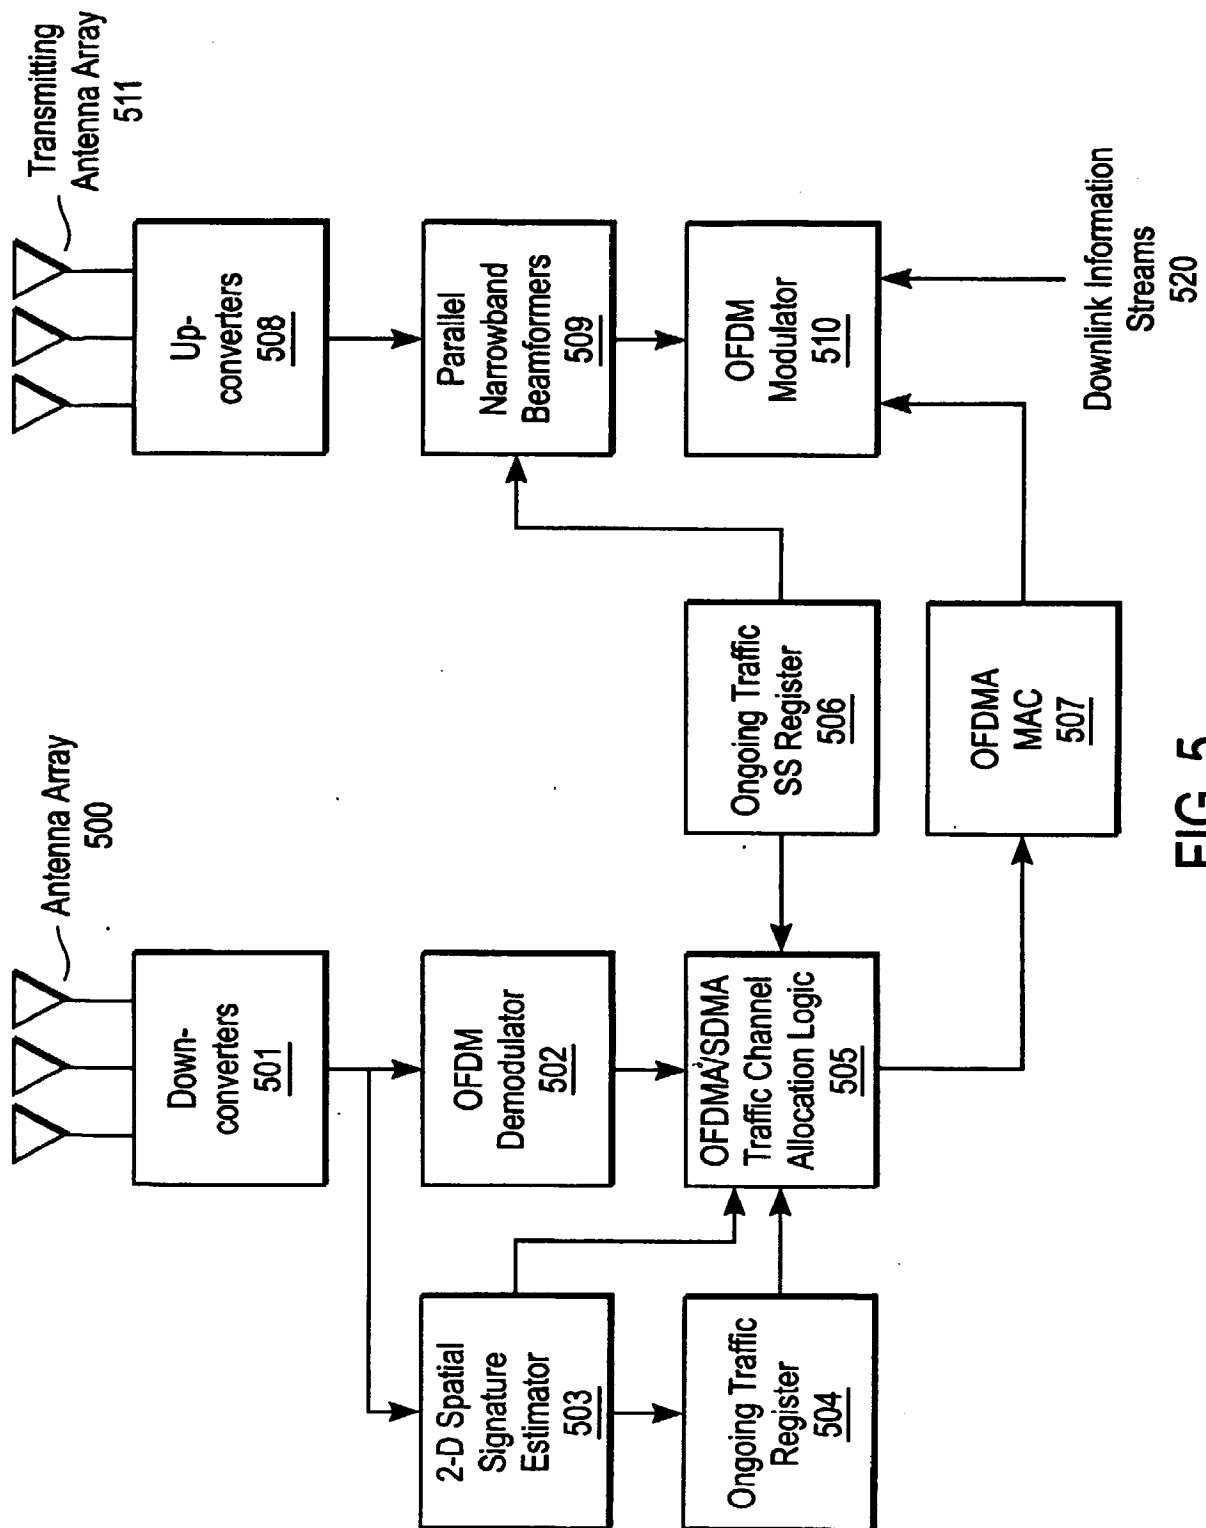 Antenna Array
500
Transmitting
Antenna Array
511
Down-
converters
501
Up-
converters
508
2-D Spatial
Signature
Estimator
503
OFDM
Demodulator
502
Parallel
Narrowband
Beamformers
509
Ongoing Traffic
Register
504
OFDMA/SDMA
Traffic Channel
Allocation Logic
505
Ongoing Traffic
SS Register
506
OFDM
Modulator
510
OFDMA
MAC
507
Downlink Information
Streams
520
FIG. 5